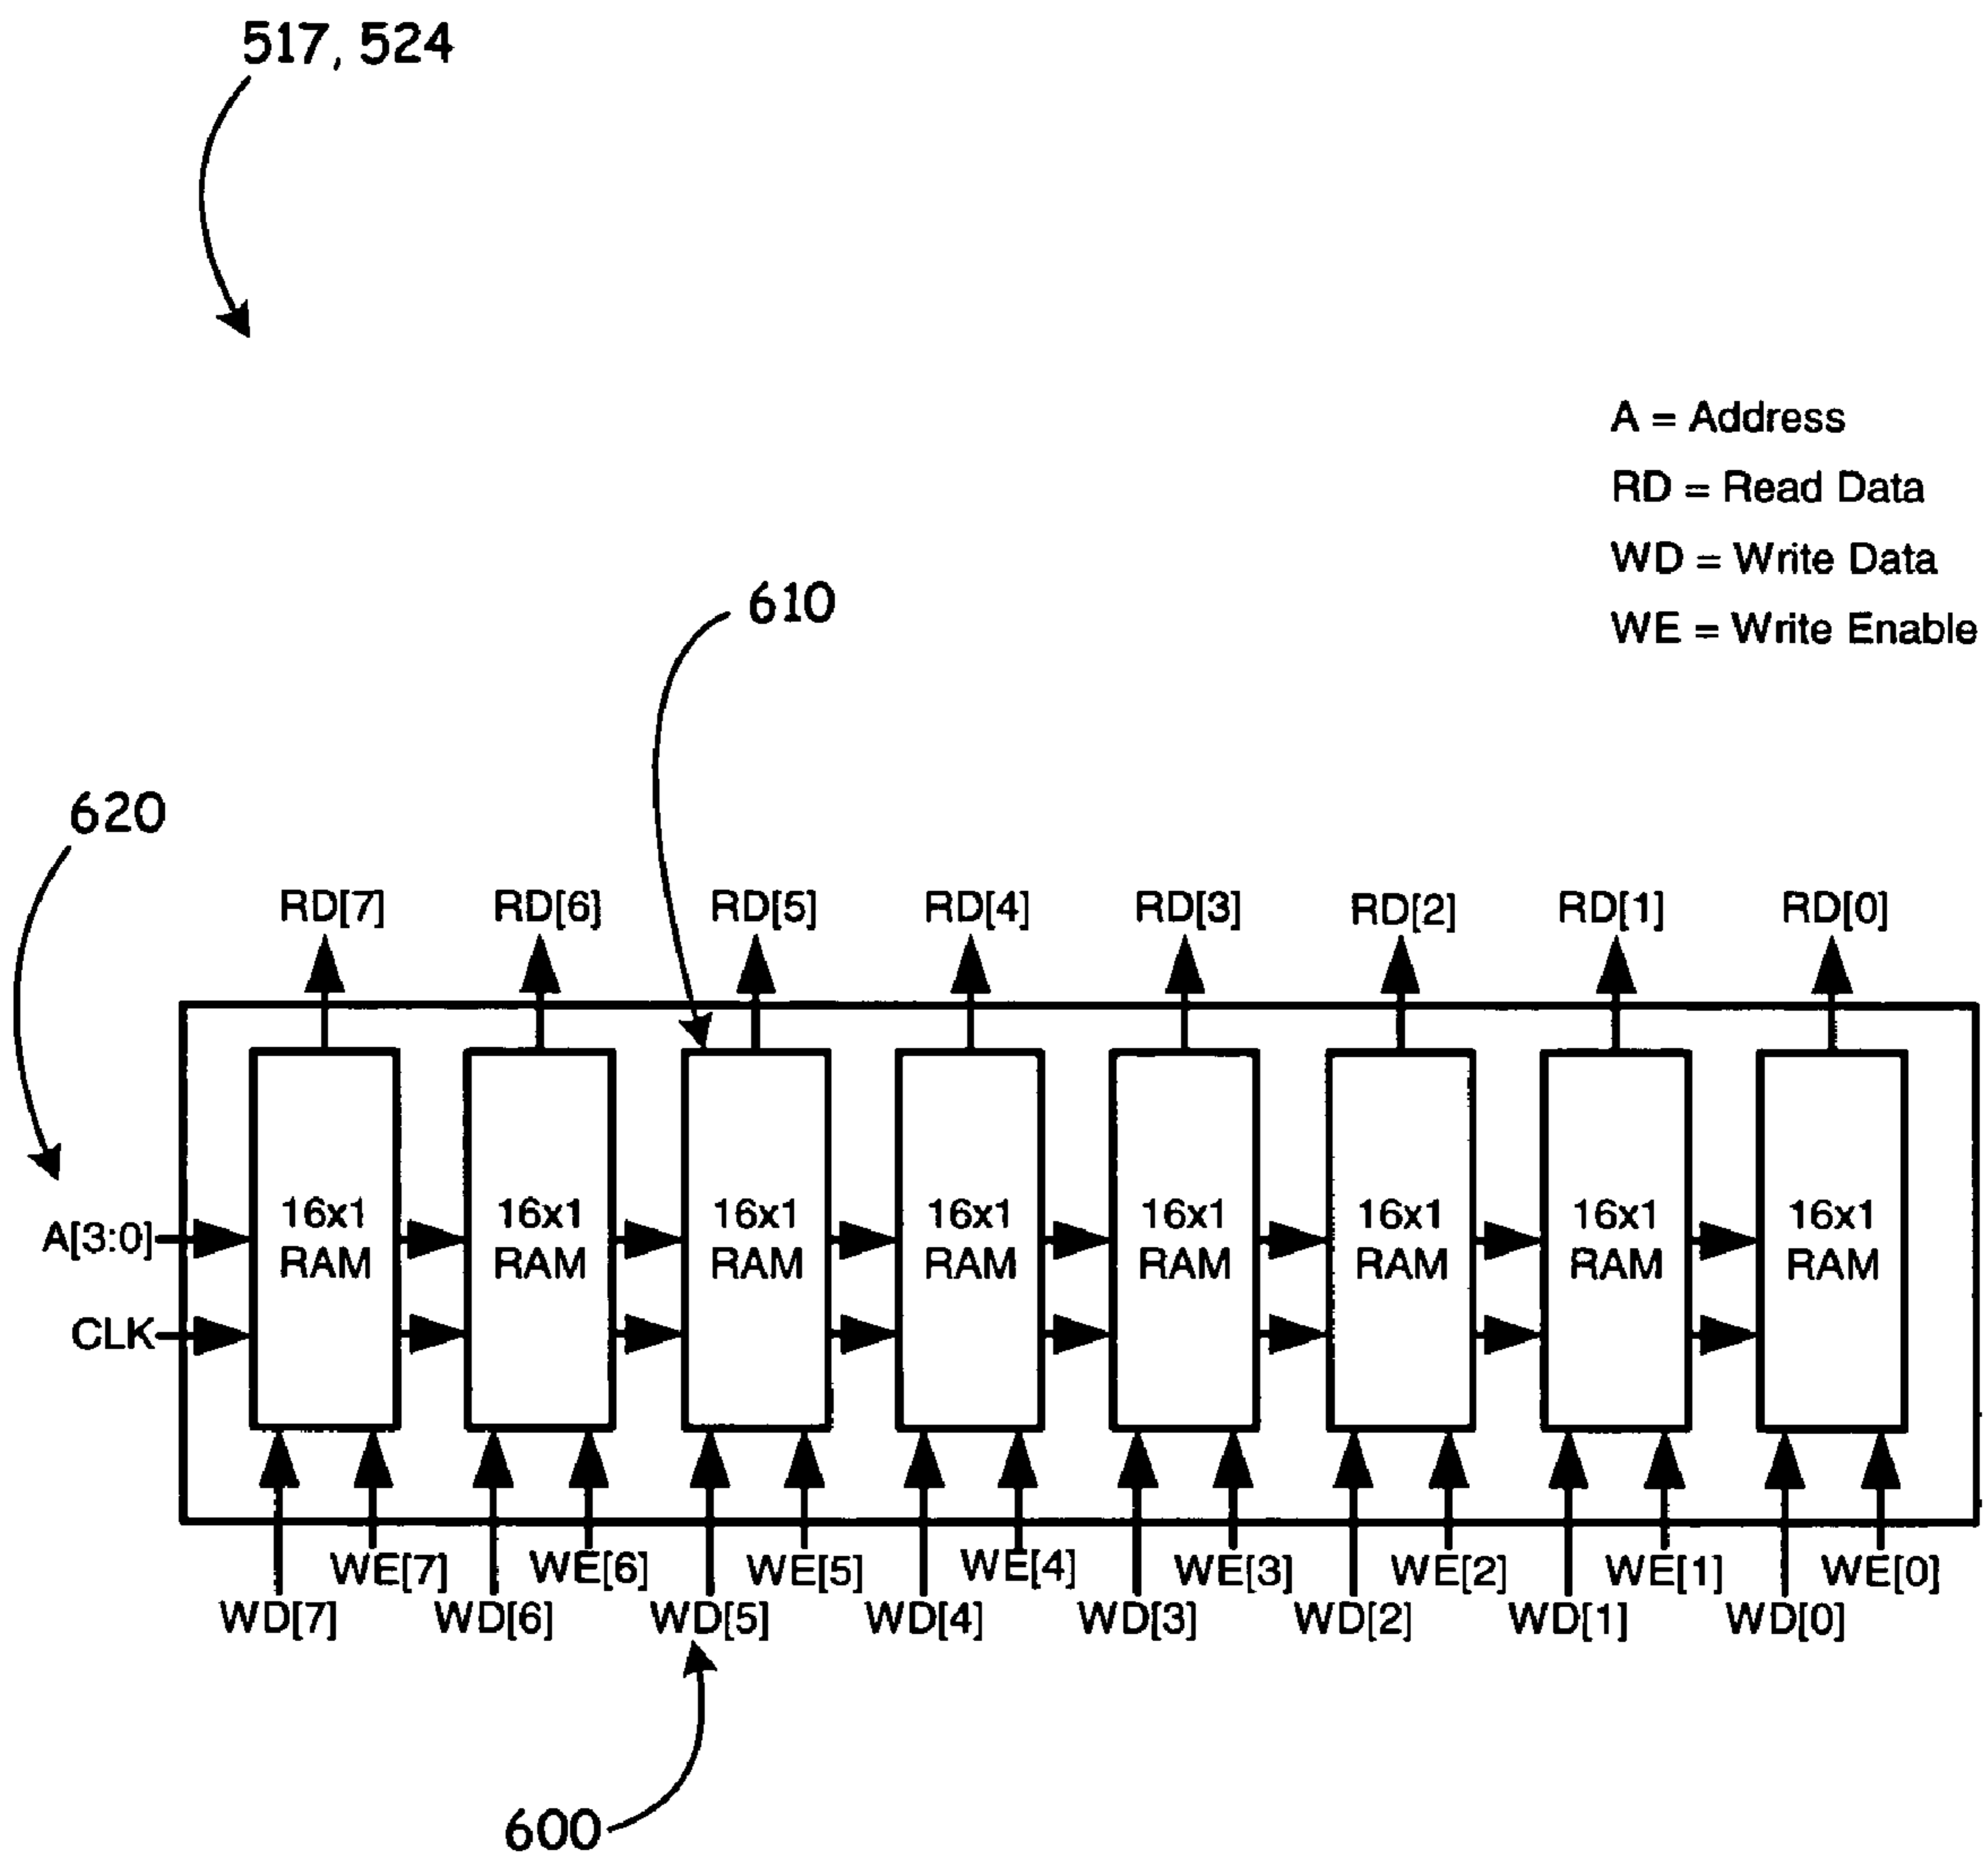 517, 524
A = Address
RD = Read Data
WD = Write Data
WE = Write Enable
610
620
RD[7] RD[6] RD[5] RD[4] RD[3] RD[2] RD[1] RD[0]
16x1 16x1 16x1 16x1 16x1 16x1 16x1 16x1
A[3:0] RAM RAM RAM RAM RAM RAM RAM RAM
CLK
WE[7] WE[6] WE[5] WE[4] WE[3] WE[2] WE[1] WE[0]
WD[7] WD[6] WD[5] WD[4] WD[3] WD[2] WD[1] WD[0]
600